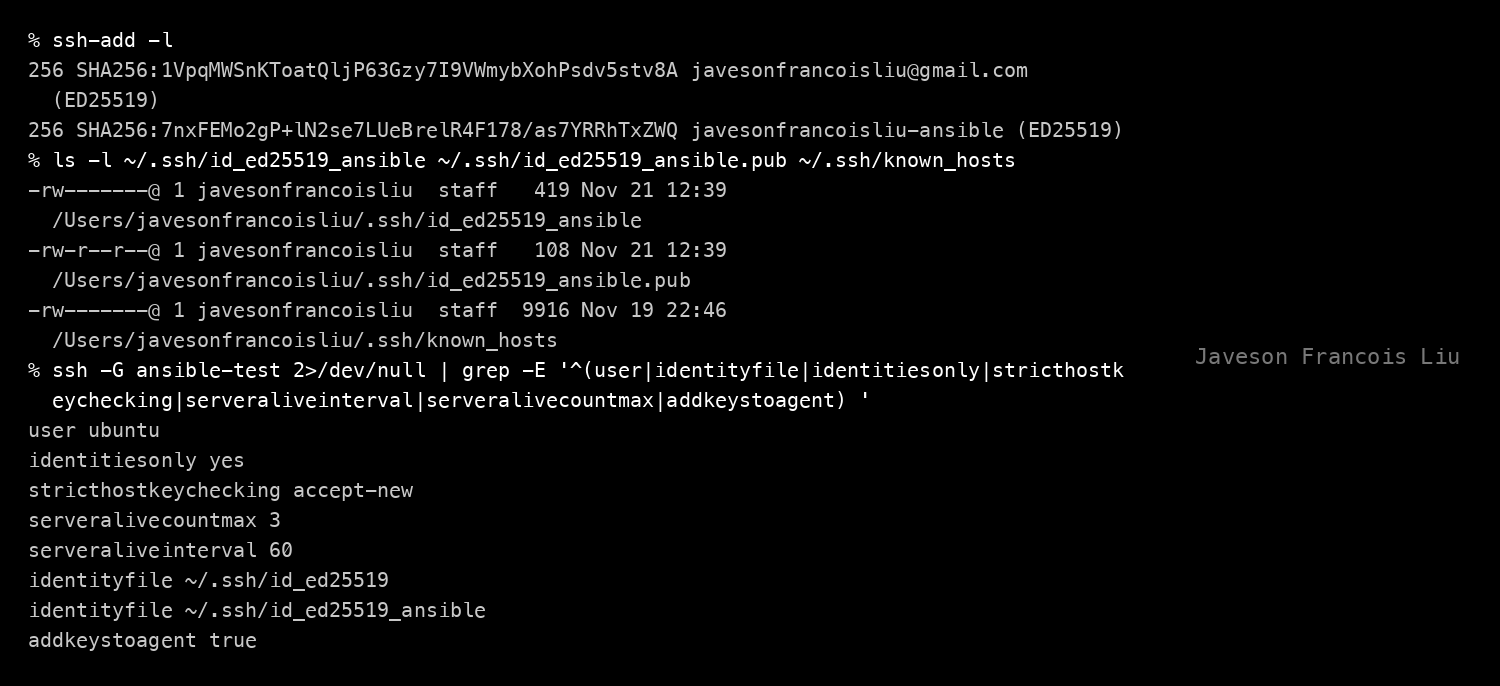 % ssh-add -l
256 SHA256:1VpqMWSnKToatQljP63Gzy7I9VWmybXohPsdv5stv8A javesonfrancoisliu@gmail.com
  (ED25519)
256 SHA256:7nxFEMo2gP+lN2se7LUeBrelR4F178/as7YRRhTxZWQ javesonfrancoisliu-ansible (ED25519)
% ls -l ~/.ssh/id_ed25519_ansible ~/.ssh/id_ed25519_ansible.pub ~/.ssh/known_hosts
-rw-------@ 1 javesonfrancoisliu  staff   419 Nov 21 12:39
  /Users/javesonfrancoisliu/.ssh/id_ed25519_ansible
-rw-r--r--@ 1 javesonfrancoisliu  staff   108 Nov 21 12:39
  /Users/javesonfrancoisliu/.ssh/id_ed25519_ansible.pub
-rw-------@ 1 javesonfrancoisliu  staff  9916 Nov 19 22:46
  /Users/javesonfrancoisliu/.ssh/known_hosts
Javeson Francois Liu
% ssh -G ansible-test 2>/dev/null | grep -E '^(user|identityfile|identitiesonly|stricthostk
  eychecking|serveraliveinterval|serveralivecountmax|addkeystoagent) '
user ubuntu
identitiesonly yes
stricthostkeychecking accept-new
serveralivecountmax 3
serveraliveinterval 60
identityfile ~/.ssh/id_ed25519
identityfile ~/.ssh/id_ed25519_ansible
addkeystoagent true